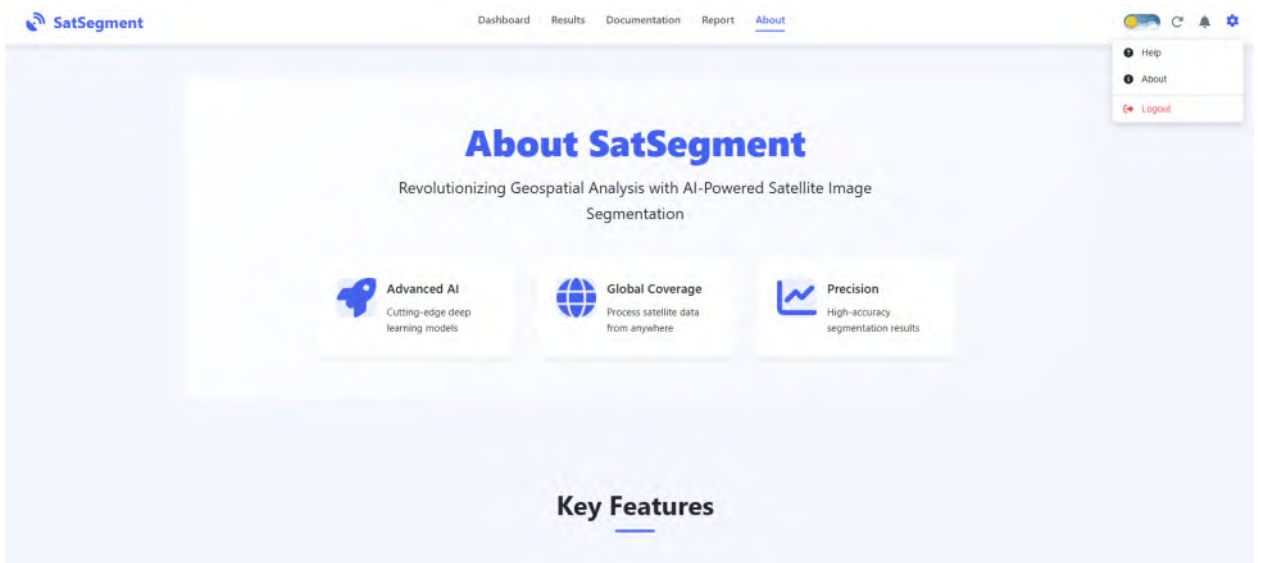 SatSegment
Dashboard Results Documentation Report About
Help
About
Logout
About SatSegment
Revolutionizing Geospatial Analysis with AI-Powered Satellite Image
Segmentation
Advanced AI
Cutting-edge deep
learning models
Global Coverage
Process satellite data
from anywhere
Precision
High-accuracy
segmentation results
Key Features